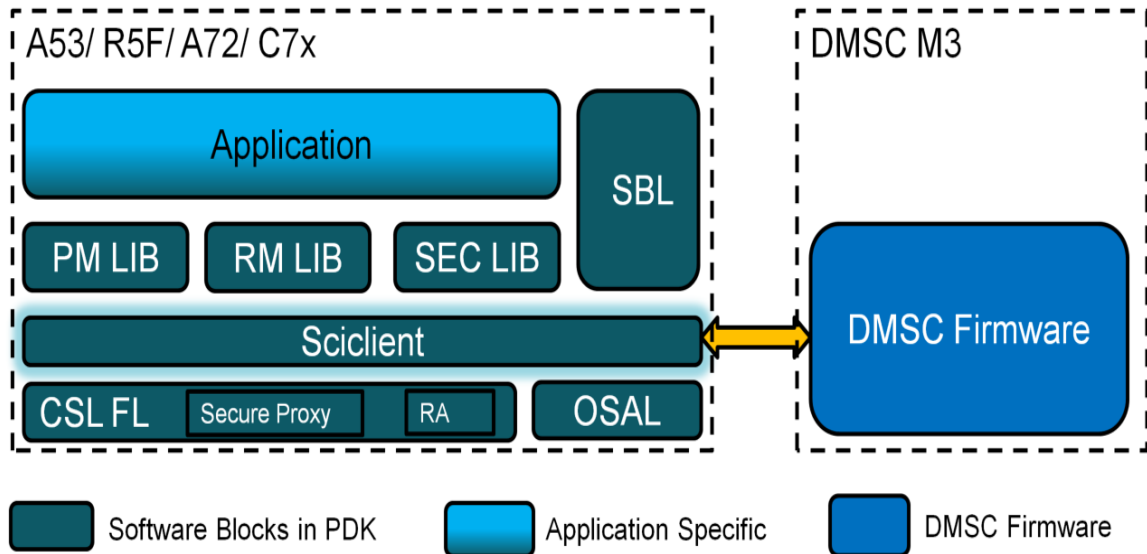 A53/ R5F/ A72/ C7x
DMSC M3
Application
SBL
PM LIB
RM LIB
SEC LIB
Sciclient
DMSC Firmware
CSL FL
Secure Proxy
RA
OSAL
Software Blocks in PDK
Application Specific
DMSC Firmware